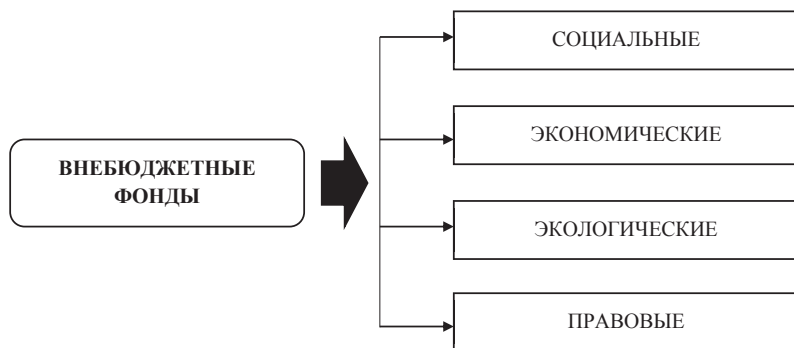 СОЦИАЛЬНЫЕ
ЭКОНОМИЧЕСКИЕ
ВНЕБЮДЖЕТНЫЕ
ФОНДЫ
ЭКОЛОГИЧЕСКИЕ
ПРАВОВЫЕ